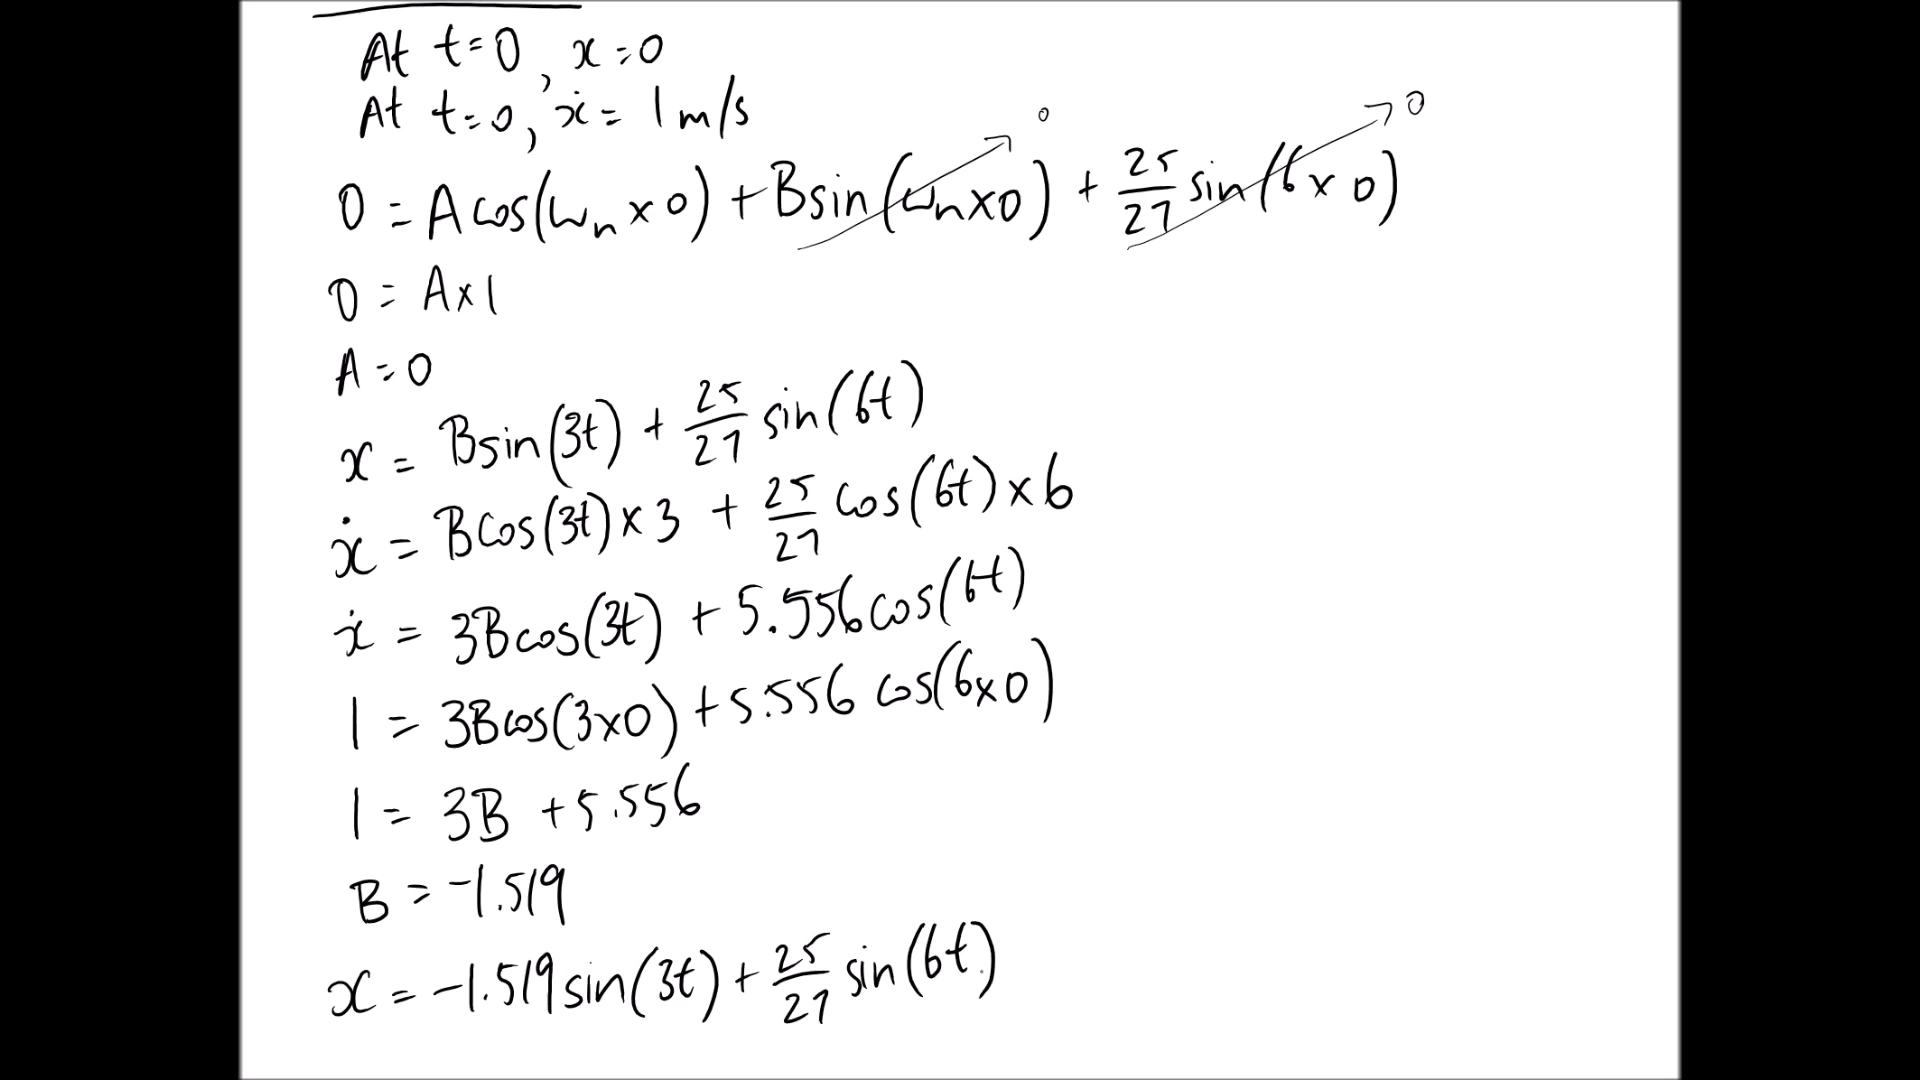 At t=0, x=0
At t=0, ẋ = 1 m/s
0 = A cos(ωn × 0) + B sin(ωn × 0) → 0 + 25/27 sin(6 × 0) → 0
0 = A × 1
A = 0
x = B sin(3t) + 25/27 sin(6t)
ẋ = B cos(3t) × 3 + 25/27 cos(6t) × 6
ẋ = 3B cos(3t) + 5.556 cos(6t)
1 = 3B cos(3×0) + 5.556 cos(6×0)
1 = 3B + 5.556
B = -1.519
x = -1.519 sin(3t) + 25/27 sin(6t)